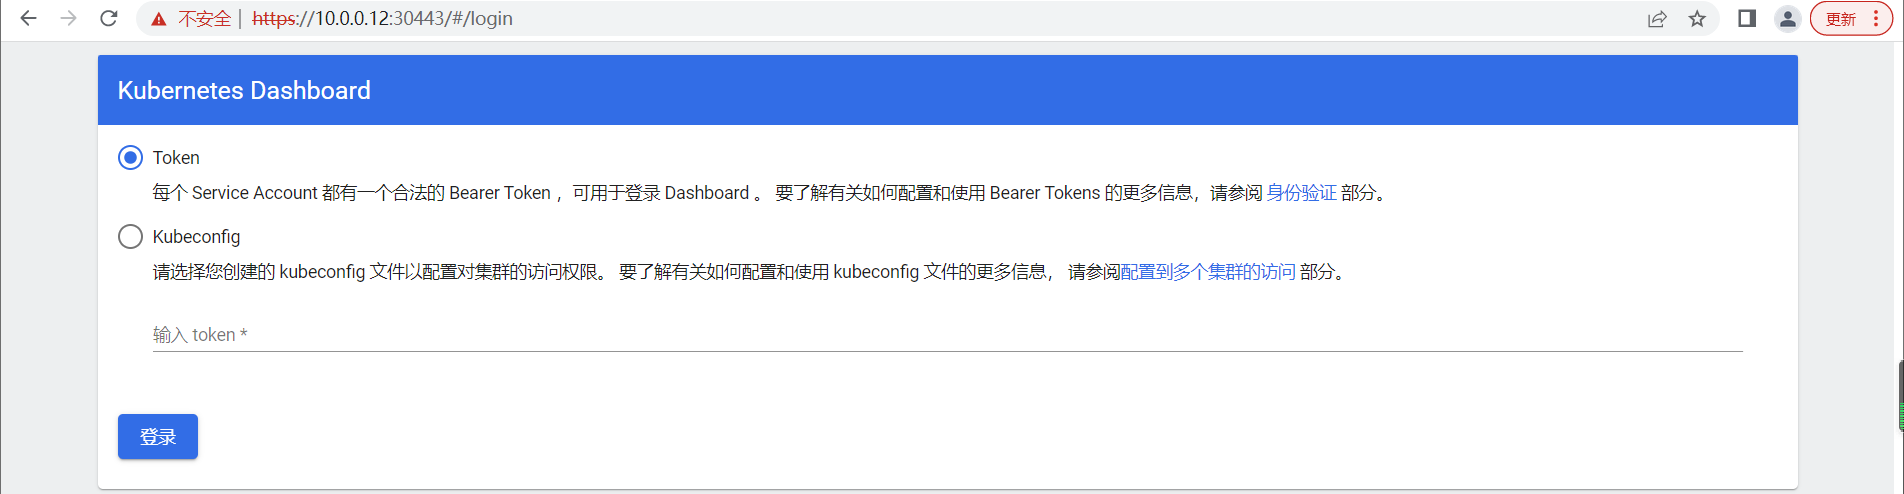 不安全 | https://10.0.0.12:30443/#/login
更新
Kubernetes Dashboard
Token
每个 Service Account 都有一个合法的 Bearer Token ，可用于登录 Dashboard 。 要了解有关如何配置和使用 Bearer Tokens 的更多信息，请参阅 身份验证 部分。
Kubeconfig
请选择您创建的 kubeconfig 文件以配置对集群的访问权限。 要了解有关如何配置和使用 kubeconfig 文件的更多信息， 请参阅配置到多个集群的访问 部分。
输入 token *
登录